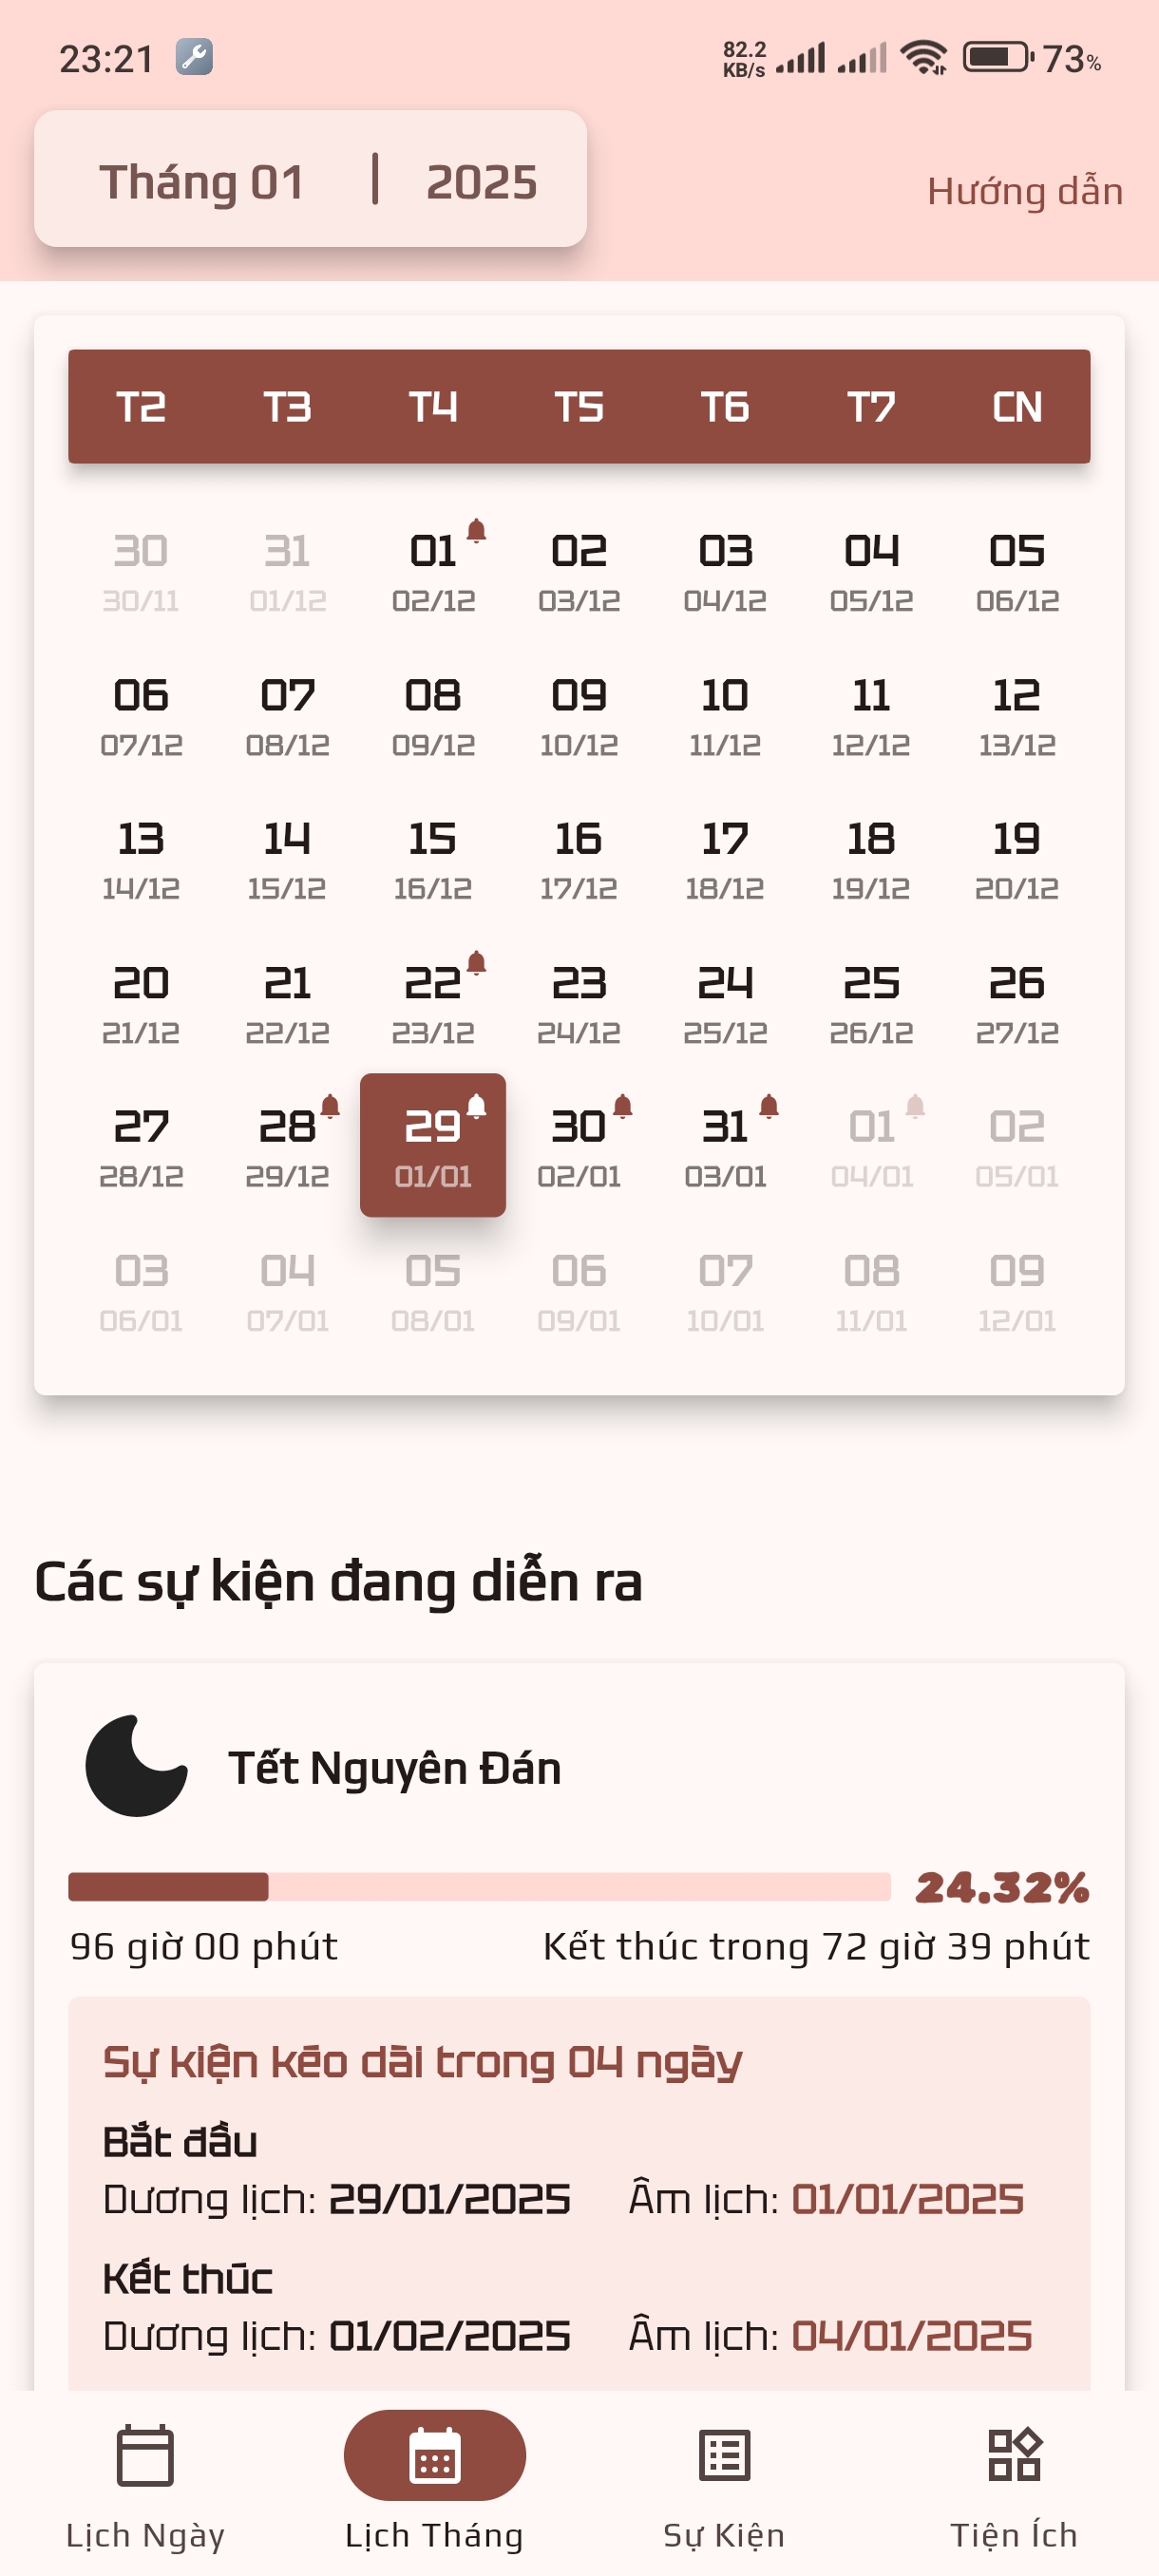 23:21 82.2 KB/s 73%
Tháng 01 | 2025 Hướng dẫn
T2 T3 T4 T5 T6 T7 CN
30 31 01 02 03 04 05
30/11 01/12 02/12 03/12 04/12 05/12 06/12
06 07 08 09 10 11 12
07/12 08/12 09/12 10/12 11/12 12/12 13/12
13 14 15 16 17 18 19
14/12 15/12 16/12 17/12 18/12 19/12 20/12
20 21 22 23 24 25 26
21/12 22/12 23/12 24/12 25/12 26/12 27/12
27 28 29 30 31 01 02
28/12 29/12 01/01 02/01 03/01 04/01 05/01
03 04 05 06 07 08 09
06/01 07/01 08/01 09/01 10/01 11/01 12/01
Các sự kiện đang diễn ra
Tết Nguyên Đán
24.32%
96 giờ 00 phút Kết thúc trong 72 giờ 39 phút
Sự kiện kéo dài trong 04 ngày
Bắt đầu
Dương lịch: 29/01/2025 Âm lịch: 01/01/2025
Kết thúc
Dương lịch: 01/02/2025 Âm lịch: 04/01/2025
Lịch Ngày Lịch Tháng Sự Kiện Tiện Ích